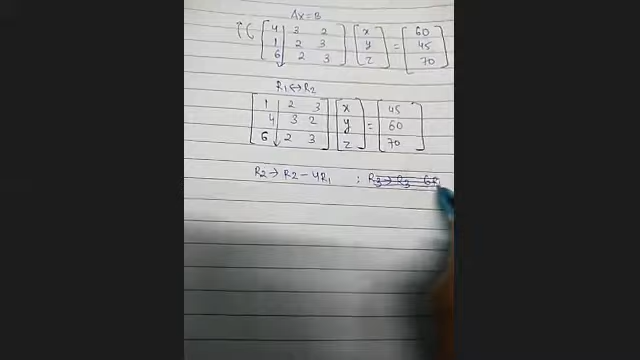 AX = B
[4 3 2] [x] = [60]
[1 2 3] [y] = [45]
[6 2 3] [z] = [70]
R1 ↔ R2
[1 2 3] [x] = [45]
[4 3 2] [y] = [60]
[6 2 3] [z] = [70]
R2 → R2 - 4R1 ; R3 → R3 6R1